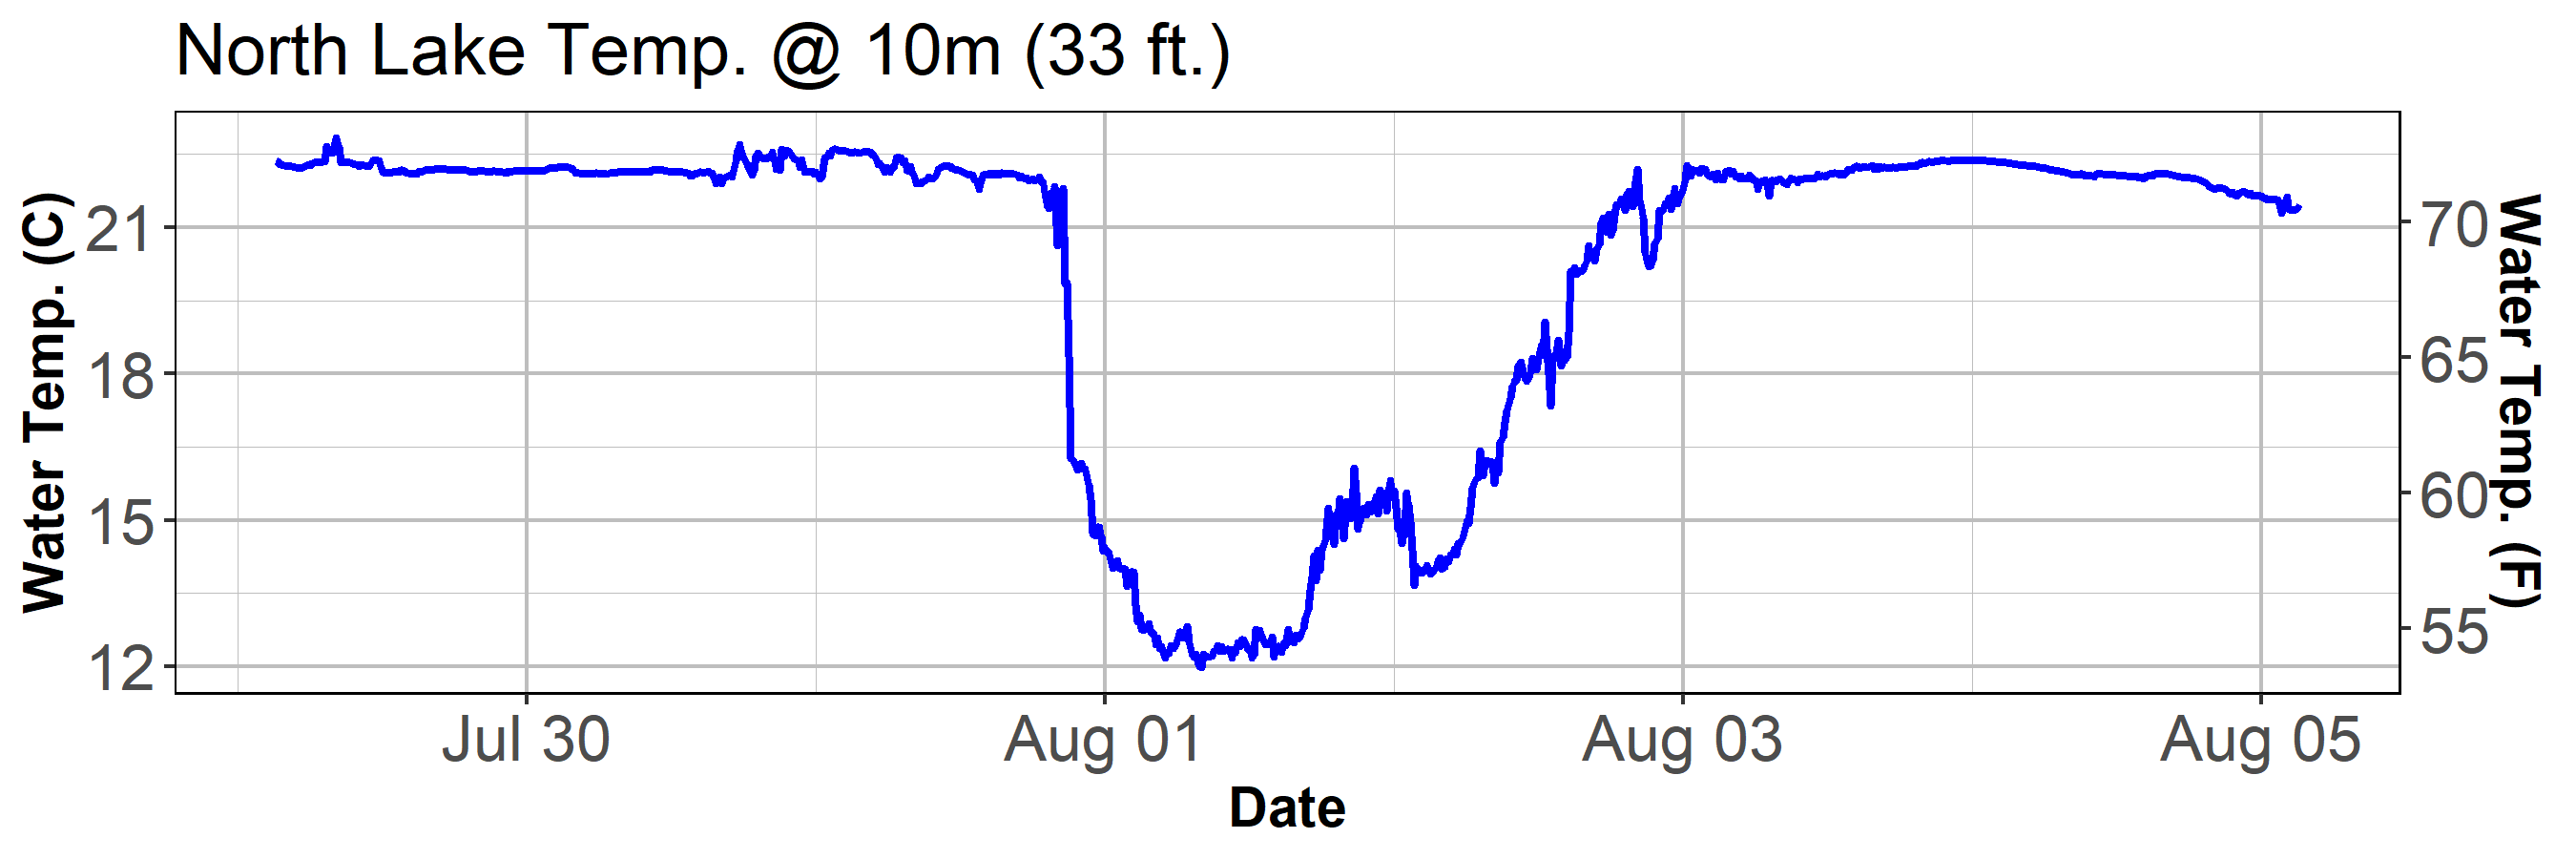 North Lake Temp. @ 10m (33 ft.)
Water Temp. (C)
21
18
15
12
70
65
60
55
Water Temp. (F)
Jul 30
Aug 01
Aug 03
Aug 05
Date